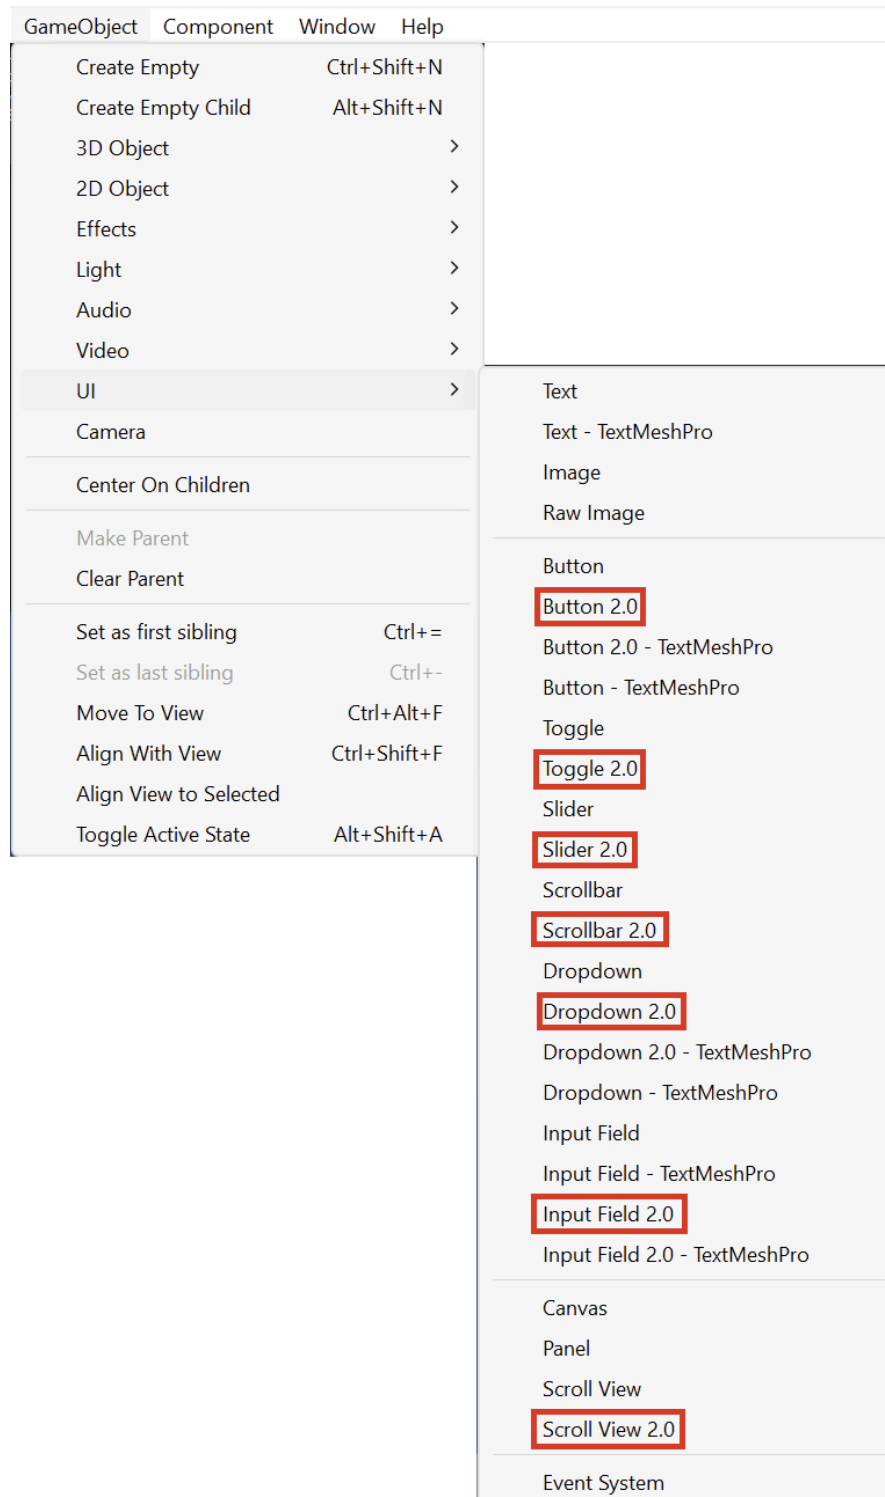 GameObject Component Window Help
Create Empty Ctrl+Shift+N
Create Empty Child Alt+Shift+N
3D Object
2D Object
Effects
Light
Audio
Video
UI
Camera
Center On Children
Make Parent
Clear Parent
Set as first sibling Ctrl+=
Set as last sibling Ctrl+-
Move To View Ctrl+Alt+F
Align With View Ctrl+Shift+F
Align View to Selected
Toggle Active State Alt+Shift+A
Text
Text - TextMeshPro
Image
Raw Image
Button
Button 2.0
Button 2.0 - TextMeshPro
Button - TextMeshPro
Toggle
Toggle 2.0
Slider
Slider 2.0
Scrollbar
Scrollbar 2.0
Dropdown
Dropdown 2.0
Dropdown 2.0 - TextMeshPro
Dropdown - TextMeshPro
Input Field
Input Field - TextMeshPro
Input Field 2.0
Input Field 2.0 - TextMeshPro
Canvas
Panel
Scroll View
Scroll View 2.0
Event System